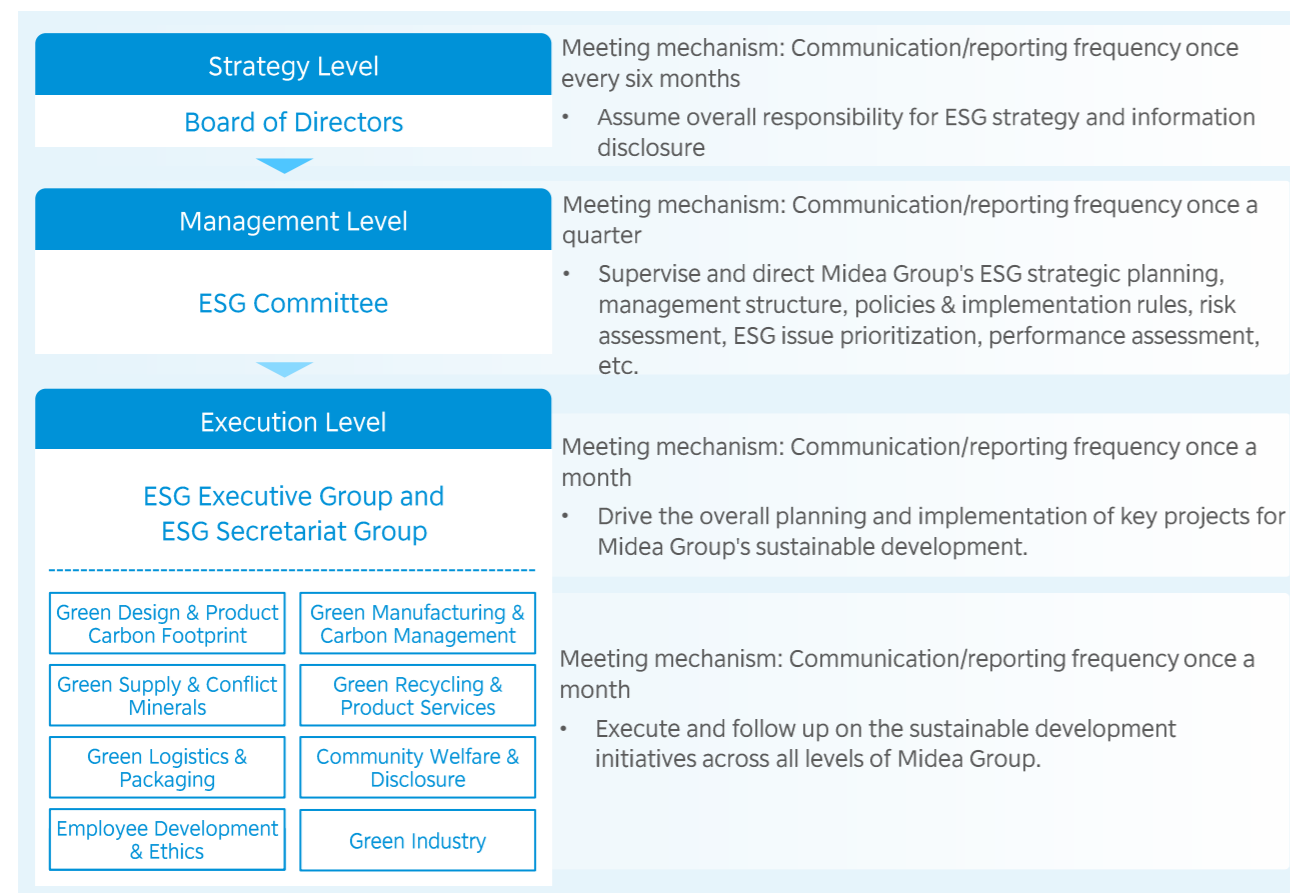 Strategy Level
Board of Directors
Meeting mechanism: Communication/reporting frequency once
every six months
• Assume overall responsibility for ESG strategy and information
disclosure
Management Level
ESG Committee
Meeting mechanism: Communication/reporting frequency once a
quarter
• Supervise and direct Midea Group's ESG strategic planning,
management structure, policies & implementation rules, risk
assessment, ESG issue prioritization, performance assessment,
etc.
Execution Level
ESG Executive Group and
ESG Secretariat Group
Meeting mechanism: Communication/reporting frequency once a
month
• Drive the overall planning and implementation of key projects for
Midea Group's sustainable development.
Green Design & Product
Carbon Footprint
Green Manufacturing &
Carbon Management
Green Supply & Conflict
Minerals
Green Recycling &
Product Services
Green Logistics &
Packaging
Community Welfare &
Disclosure
Employee Development
& Ethics
Green Industry
Meeting mechanism: Communication/reporting frequency once a
month
• Execute and follow up on the sustainable development
initiatives across all levels of Midea Group.